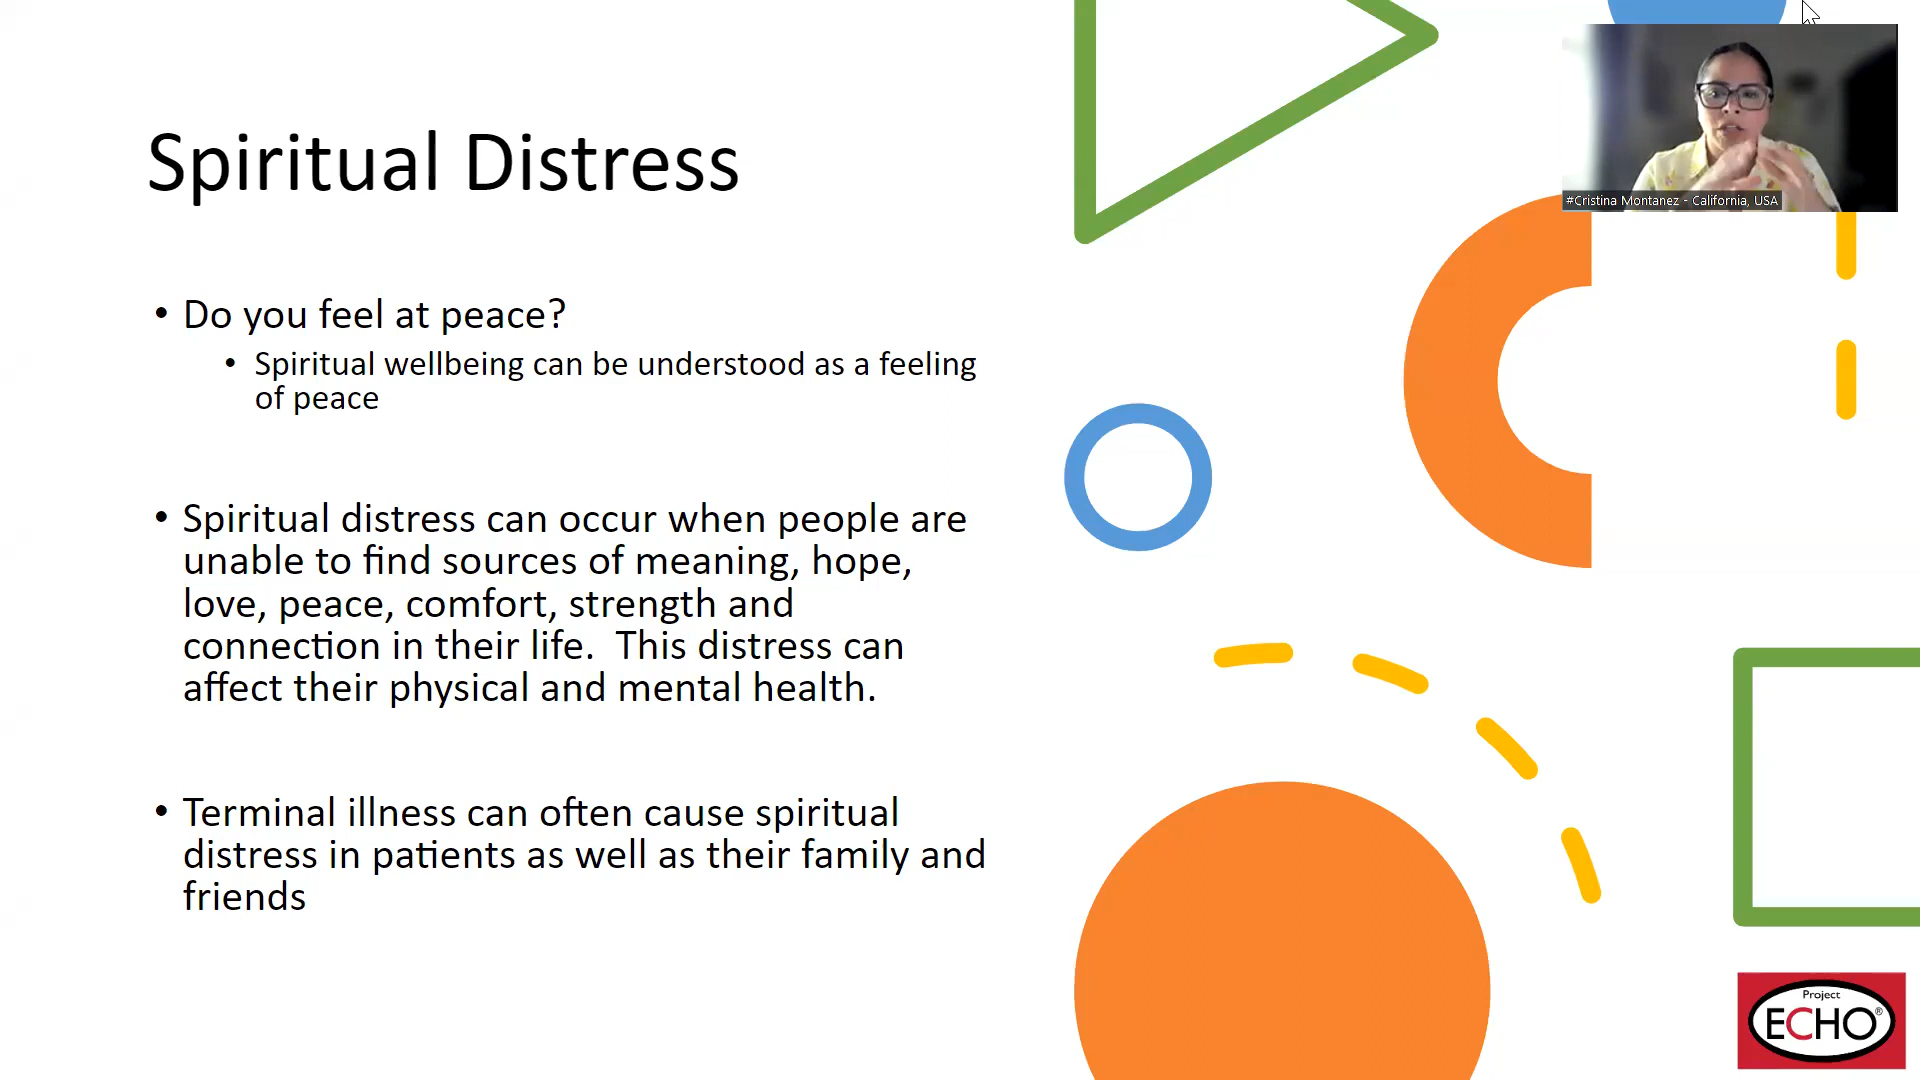 Spiritual Distress
#Cristina Montanez - California, USA
• Do you feel at peace?
• Spiritual wellbeing can be understood as a feeling
of peace
• Spiritual distress can occur when people are
unable to find sources of meaning, hope,
love, peace, comfort, strength and
connection in their life.  This distress can
affect their physical and mental health.
• Terminal illness can often cause spiritual
distress in patients as well as their family and
friends
Project
ECHO®